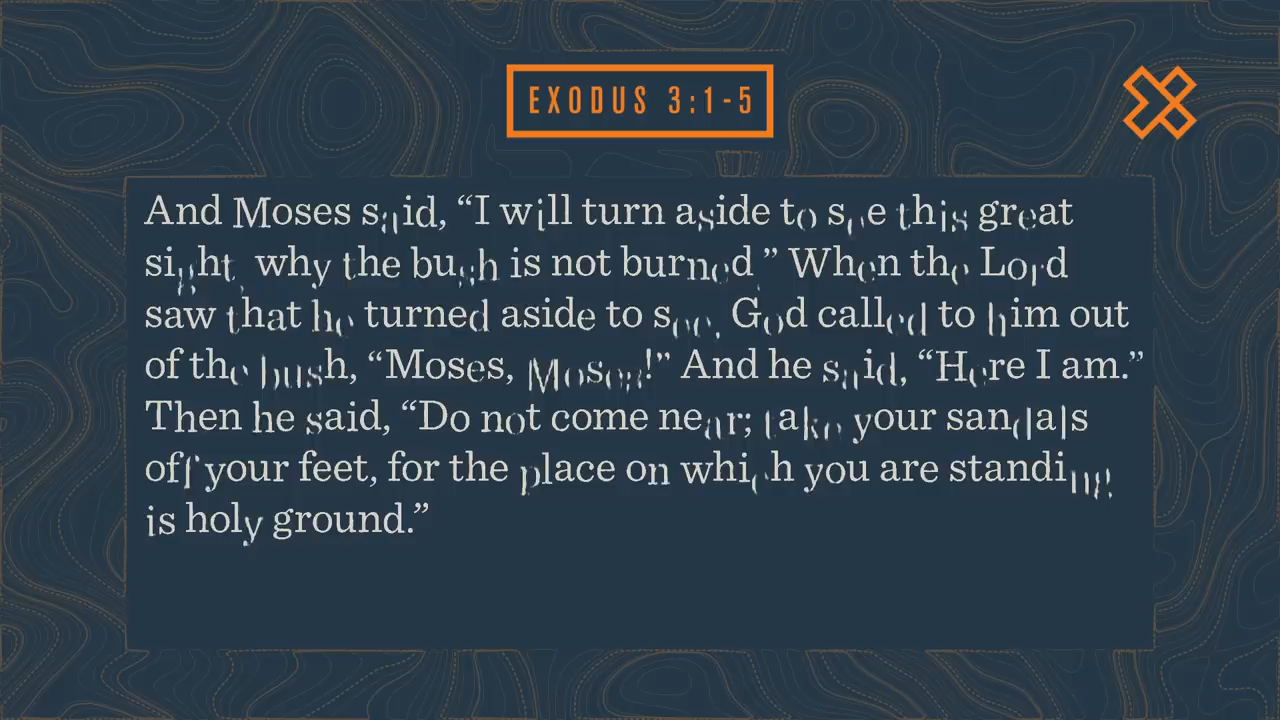 EXODUS 3:1-5
And Moses said, “I will turn aside to see this great
sight, why the bush is not burned.” When the Lord
saw that he turned aside to see, God called to him out
of the bush, “Moses, Moses!” And he said, “Here I am.”
Then he said, “Do not come near; take your sandals
off your feet, for the place on which you are standing
is holy ground.”